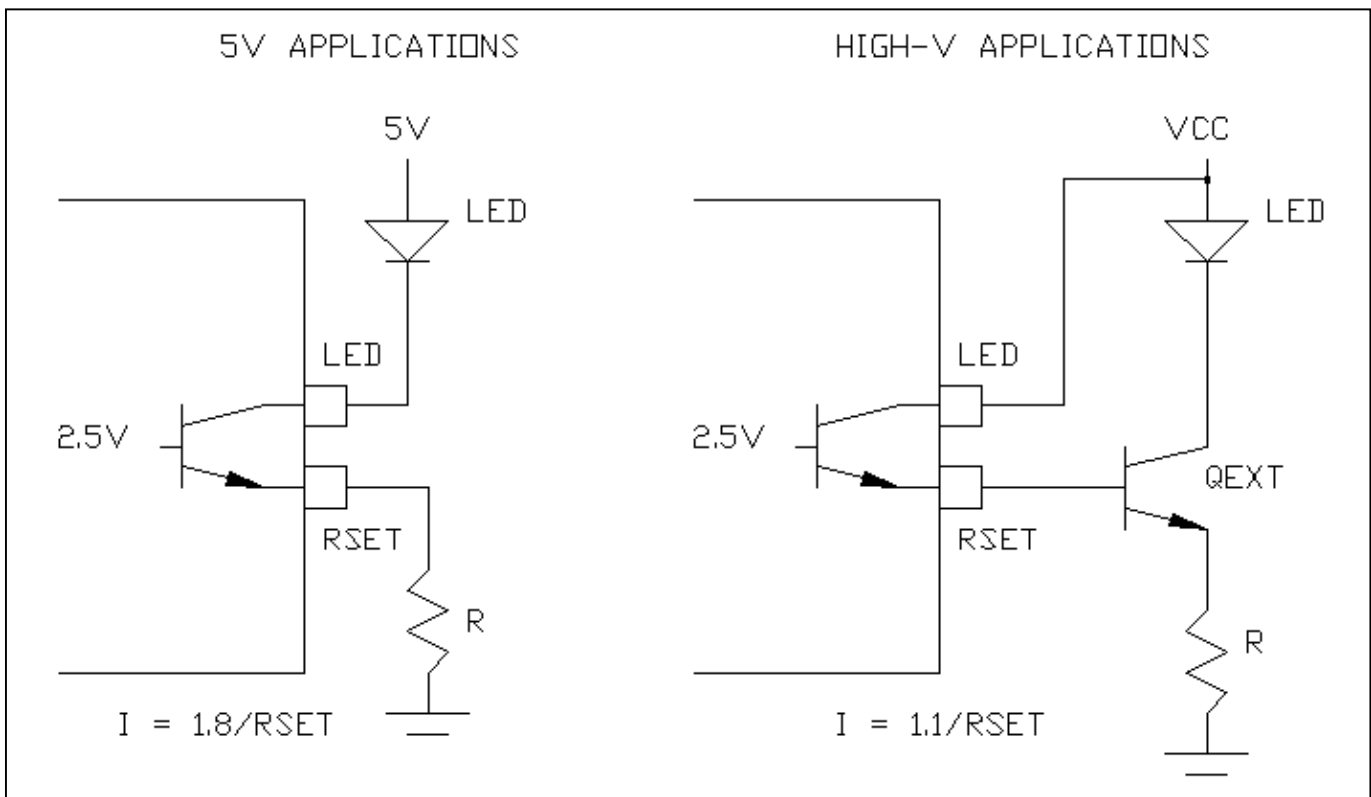 5V APPLICATIONS
5V
LED
LED
2.5V
RSET
R
I = 1.8/RSET
HIGH-V APPLICATIONS
VCC
LED
LED
2.5V
QEXT
RSET
R
I = 1.1/RSET